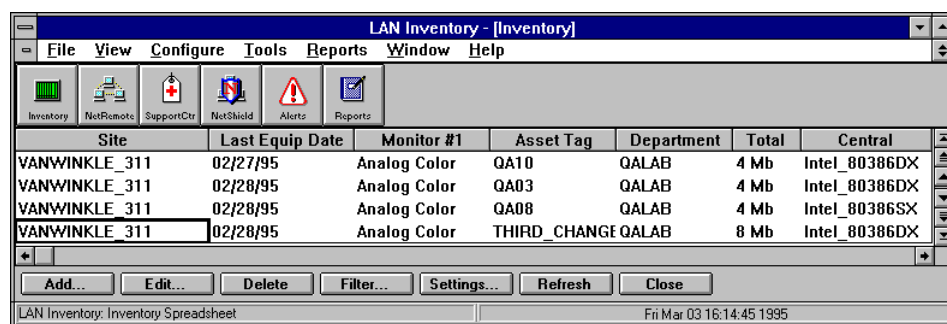 LAN Inventory - [Inventory]
File View Configure Tools Reports Window Help
Inventory NetRemote SupportCtr NetShield Alerts Reports
Site Last Equip Date Monitor #1 Asset Tag Department Total Central
VANWINKLE_311 02/27/95 Analog Color QA10 QALAB 4 Mb Intel_80386DX
VANWINKLE_311 02/28/95 Analog Color QA03 QALAB 4 Mb Intel_80386DX
VANWINKLE_311 02/28/95 Analog Color QA08 QALAB 4 Mb Intel_80386SX
VANWINKLE_311 02/28/95 Analog Color THIRD_CHANGE QALAB 8 Mb Intel_80386DX
Add... Edit... Delete Filter... Settings... Refresh Close
LAN Inventory: Inventory Spreadsheet Fri Mar 03 16:14:45 1995